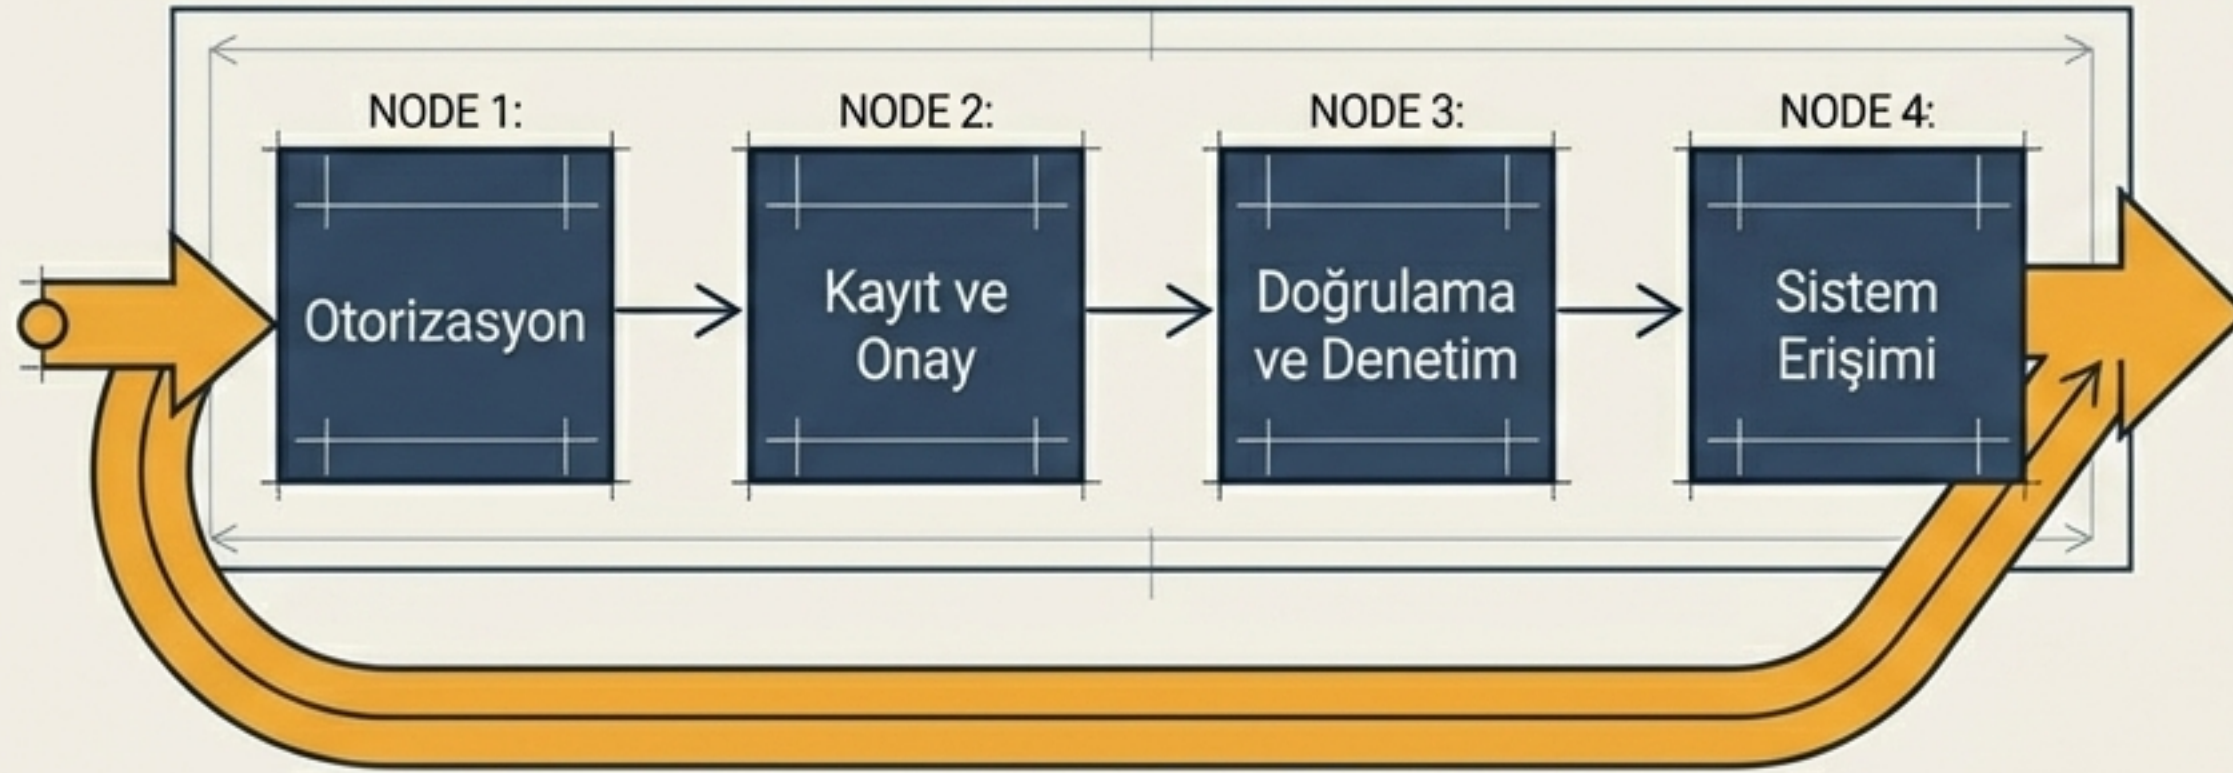 NODE 1:
Otorizasyon
NODE 2:
Kayıt ve
Onay
NODE 3:
Doğrulama
ve Denetim
NODE 4:
Sistem
Erişimi